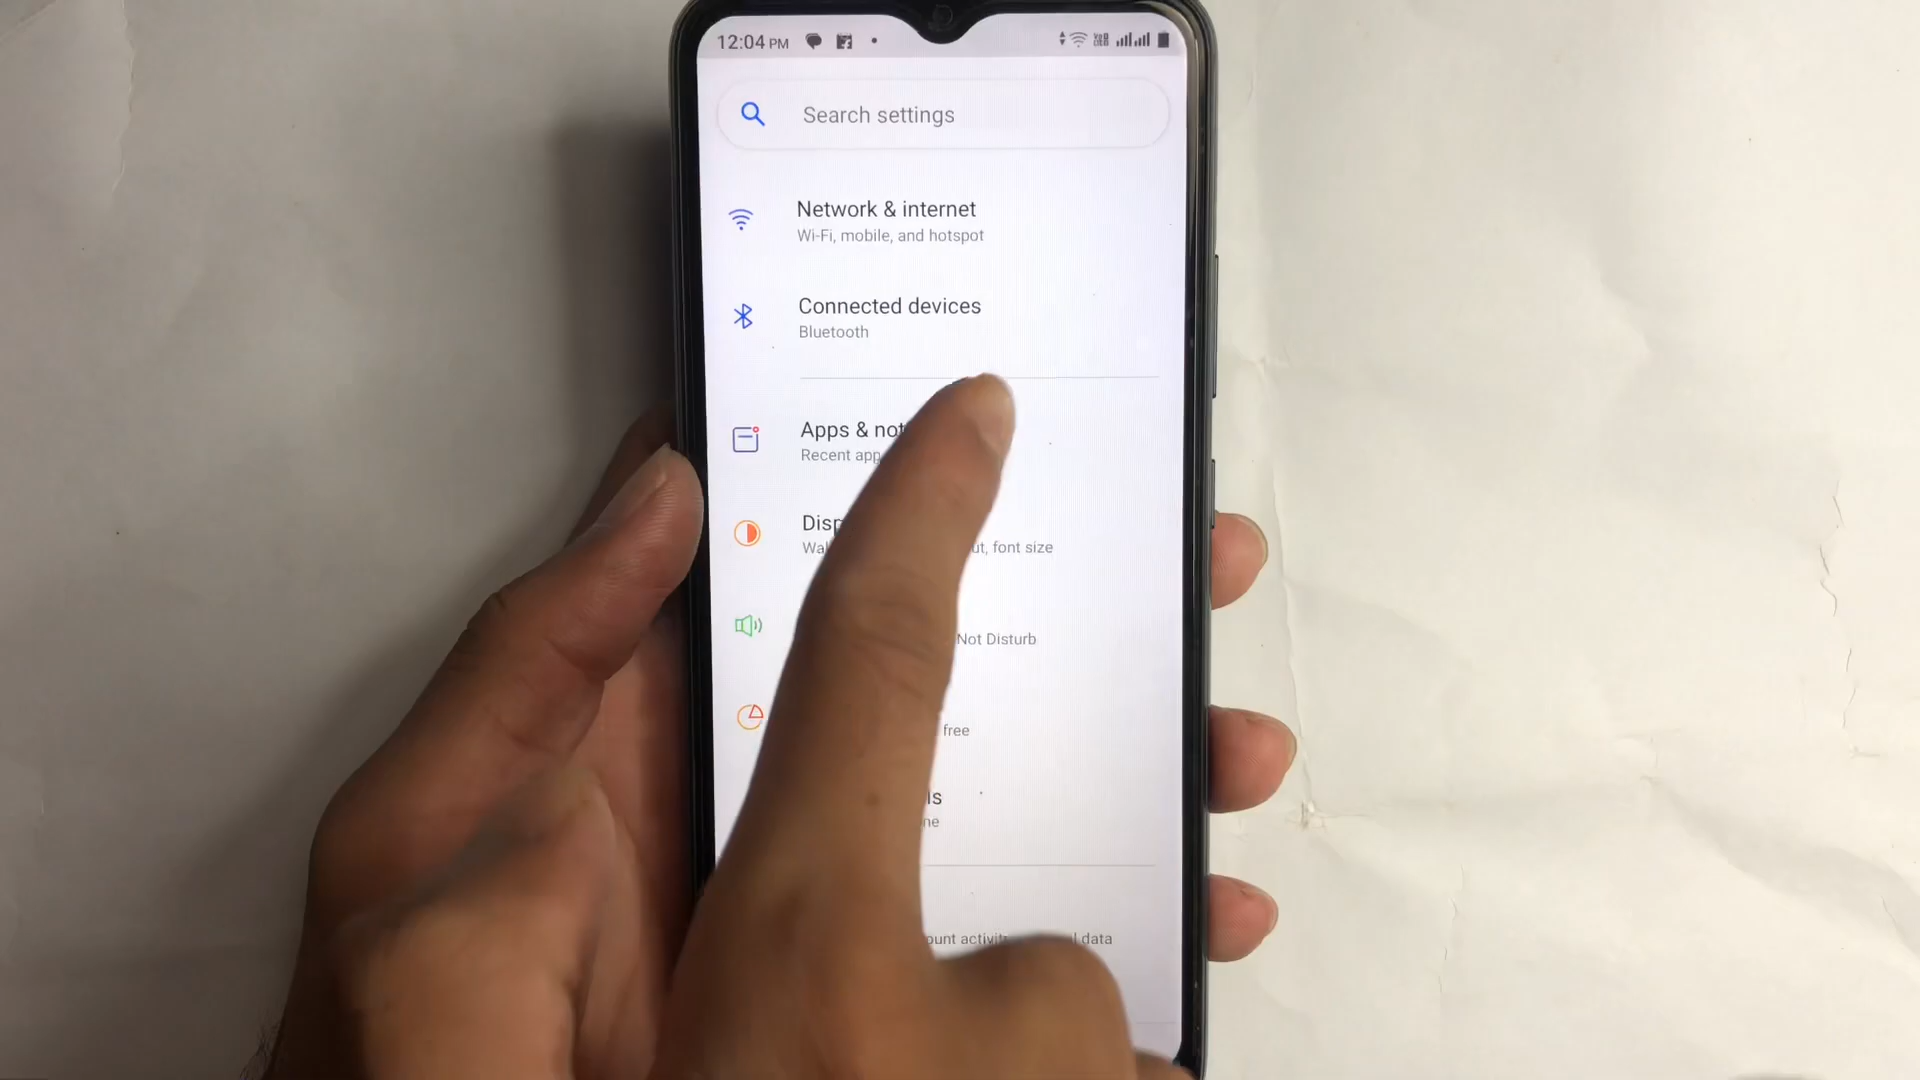 12:04 PM
Search settings
Network & internet
Wi-Fi, mobile, and hotspot
Connected devices
Bluetooth
Apps & not
Recent app
Disp
Wal ut, font size
Not Disturb
free
ls
ne
ount activit l data